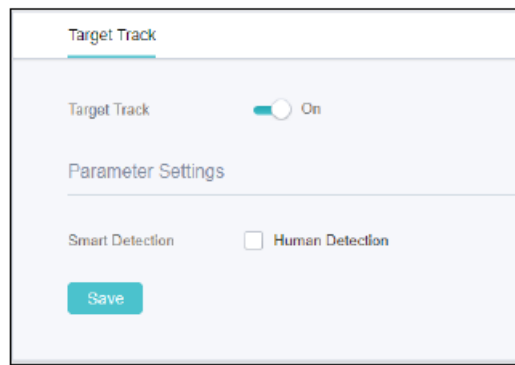 Target Track
Target Track On
Parameter Settings
Smart Detection Human Detection
Save